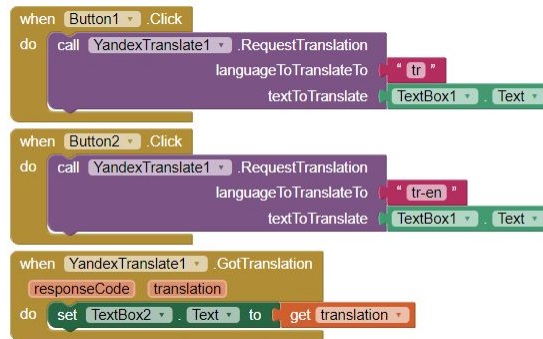 when Button1 .Click
do call YandexTranslate1 .RequestTranslation
languageToTranslateTo " tr "
textToTranslate TextBox1 . Text
when Button2 .Click
do call YandexTranslate1 .RequestTranslation
languageToTranslateTo " tr-en "
textToTranslate TextBox1 . Text
when YandexTranslate1 .GotTranslation
responseCode translation
do set TextBox2 . Text to get translation